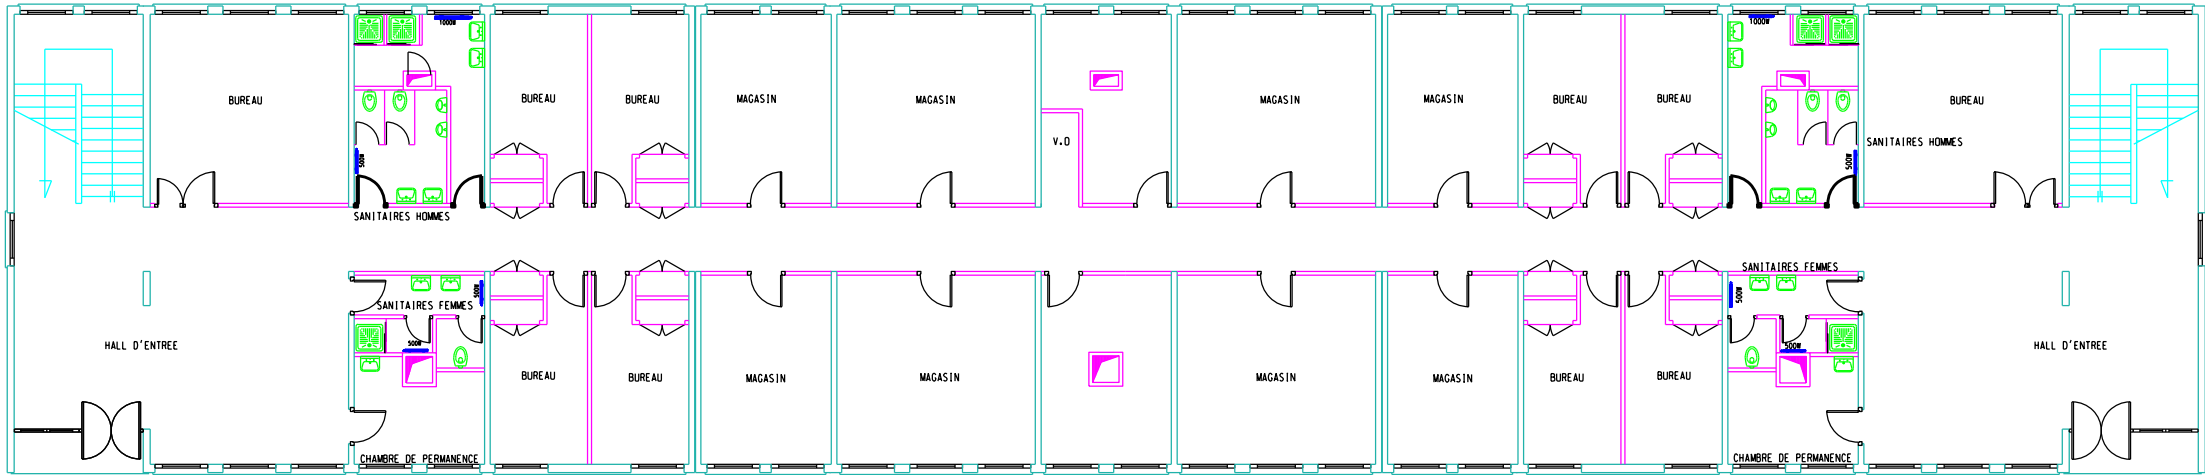 1000W
1000W
BUREAU
BUREAU
BUREAU
MAGASIN
MAGASIN
MAGASIN
MAGASIN
BUREAU
BUREAU
BUREAU
V.O
SANITAIRES HOMMES
500W
500W
SANITAIRES HOMMES
SANITAIRES FEMMES
500W
500W
SANITAIRES FEMMES
HALL D'ENTREE
500W
500W
HALL D'ENTREE
BUREAU
BUREAU
MAGASIN
MAGASIN
MAGASIN
MAGASIN
BUREAU
BUREAU
CHAMBRE DE PERMANENCE
CHAMBRE DE PERMANENCE